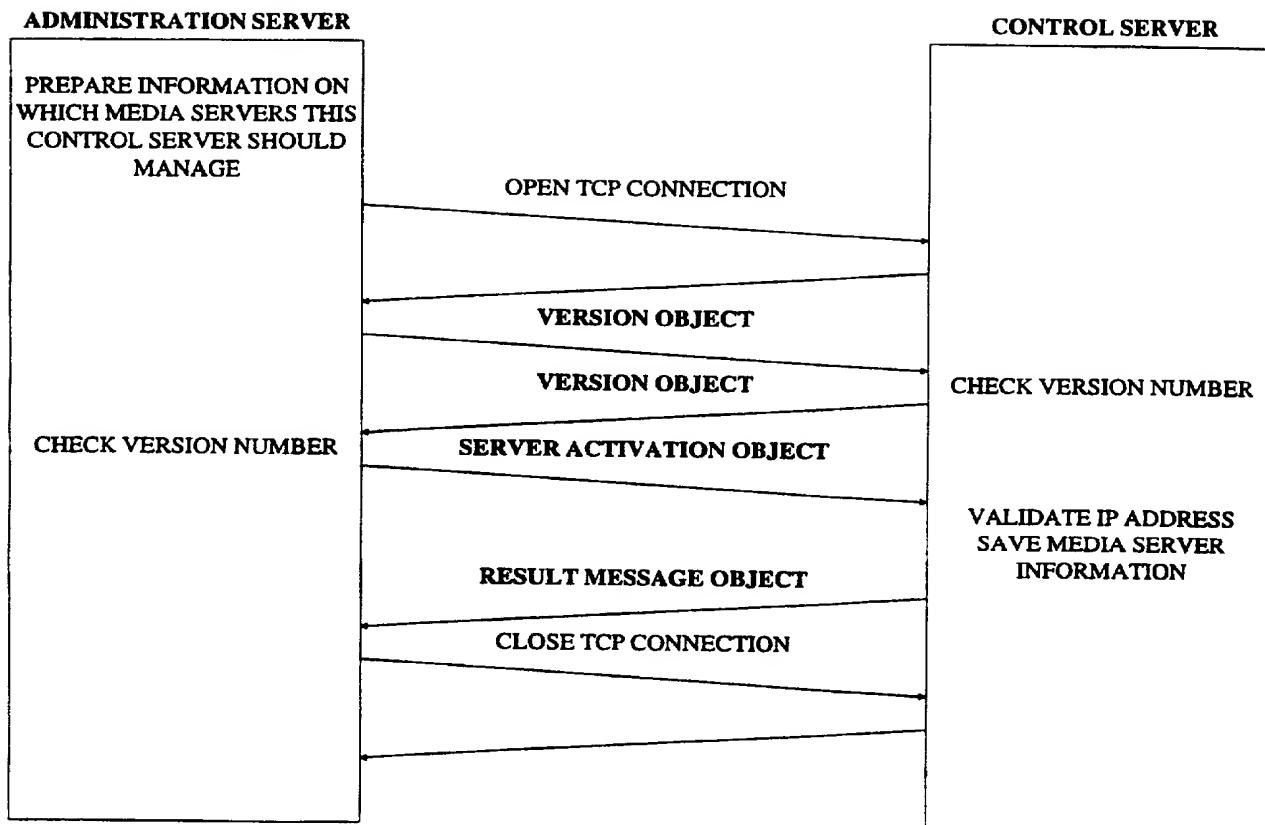 ADMINISTRATION SERVER
CONTROL SERVER
PREPARE INFORMATION ON
WHICH MEDIA SERVERS THIS
CONTROL SERVER SHOULD
MANAGE
OPEN TCP CONNECTION
VERSION OBJECT
VERSION OBJECT
CHECK VERSION NUMBER
CHECK VERSION NUMBER
SERVER ACTIVATION OBJECT
VALIDATE IP ADDRESS
SAVE MEDIA SERVER
INFORMATION
RESULT MESSAGE OBJECT
CLOSE TCP CONNECTION